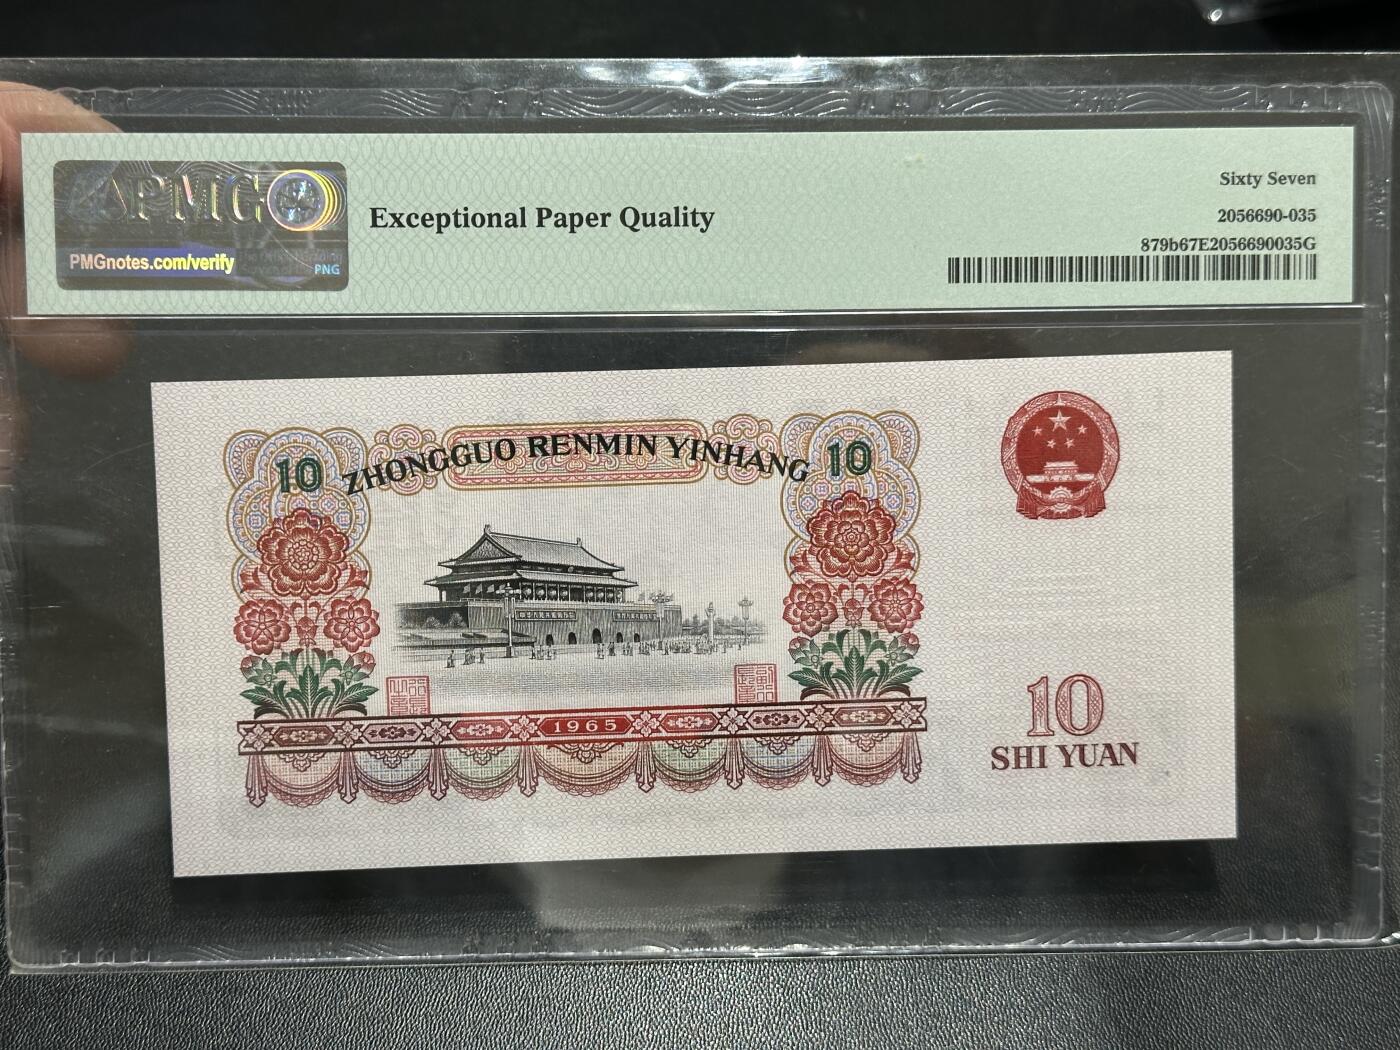 PMG
PMGnotes.com/verify
PNG
Exceptional Paper Quality
Sixty Seven
2056690-035
879b67E2056690035G
10 ZHONGGUO RENMIN YINHANG 10
1965
10
SHI YUAN